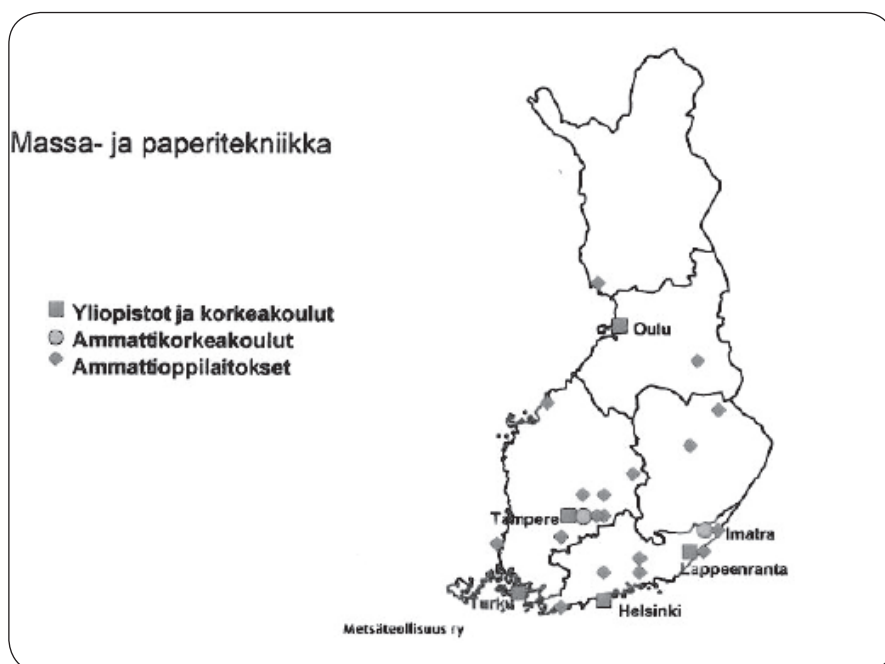 Massa- ja paperitekniikka
Yliopistot ja korkeakoulut
Ammattikorkeakoulut
Ammattioppilaitokset
Oulu
Tampere
Imatra
Lappeenranta
Turku
Helsinki
Metsäteollisuus ry